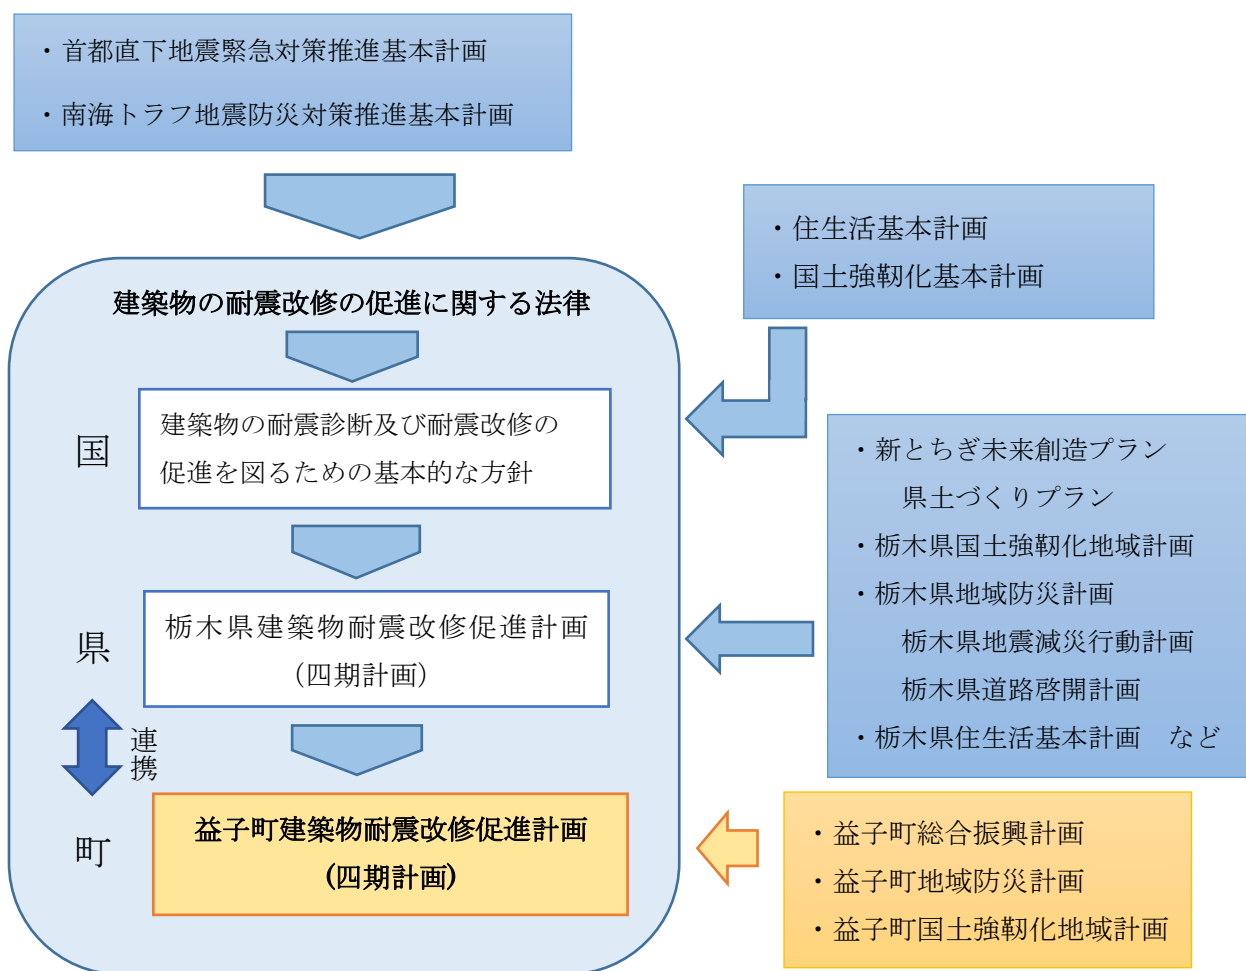 ・首都直下地震緊急対策推進基本計画
・南海トラフ地震防災対策推進基本計画
・住生活基本計画
・国土強靱化基本計画
建築物の耐震改修の促進に関する法律
国
建築物の耐震診断及び耐震改修の
促進を図るための基本的な方針
・新とちぎ未来創造プラン
県土づくりプラン
・栃木県国土強靱化地域計画
・栃木県地域防災計画
栃木県地震減災行動計画
栃木県道路啓開計画
・栃木県住生活基本計画　など
県
栃木県建築物耐震改修促進計画
(四期計画)
連携
町
益子町建築物耐震改修促進計画
(四期計画)
・益子町総合振興計画
・益子町地域防災計画
・益子町国土強靱化地域計画